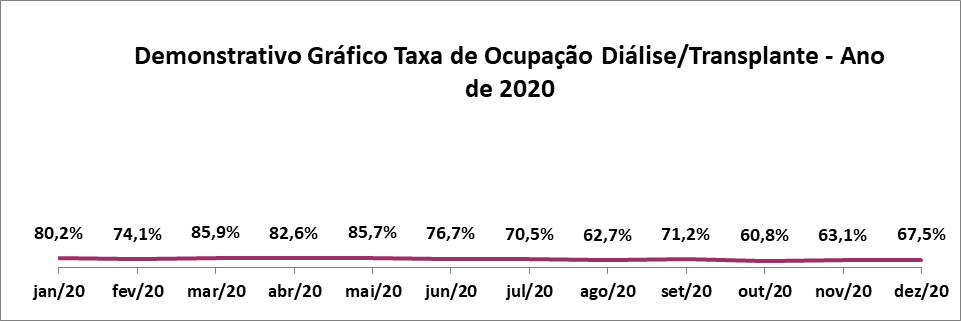 Demonstrativo Gráfico Taxa de Ocupação Diálise/Transplante - Ano
de 2020
80,2% 74,1% 85,9% 82,6% 85,7% 76,7% 70,5% 62,7% 71,2% 60,8% 63,1% 67,5%
jan/20 fev/20 mar/20 abr/20 mai/20 jun/20 jul/20 ago/20 set/20 out/20 nov/20 dez/20